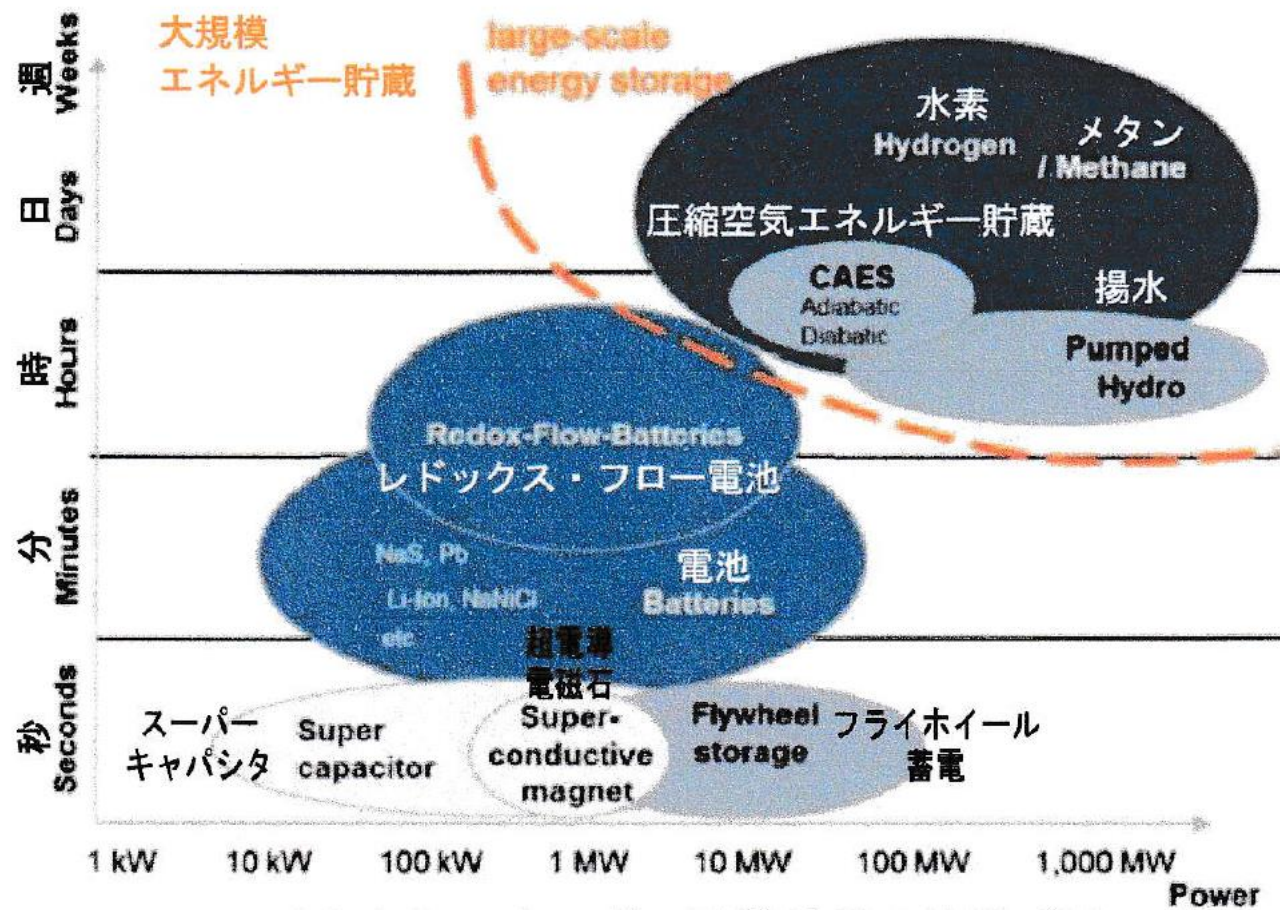 大規模
エネルギー貯蔵
large-scale
energy storage
週
Weeks
日
Days
時
Hours
分
Minutes
秒
Seconds
水素
Hydrogen
メタン
/ Methane
圧縮空気エネルギー貯蔵
CAES
Adiabatic
Diabatic
揚水
Pumped
Hydro
Redox-Flow-Batteries
レドックス・フロー電池
NaS, Pb
Li-Ion, NaNiCl
etc
電池
Batteries
超電導
電磁石
Super-
conductive
magnet
スーパー
キャパシタ
Super
capacitor
Flywheel
storage
フライホイール
蓄電
1 kW 10 kW 100 kW 1 MW 10 MW 100 MW 1,000 MW
Power